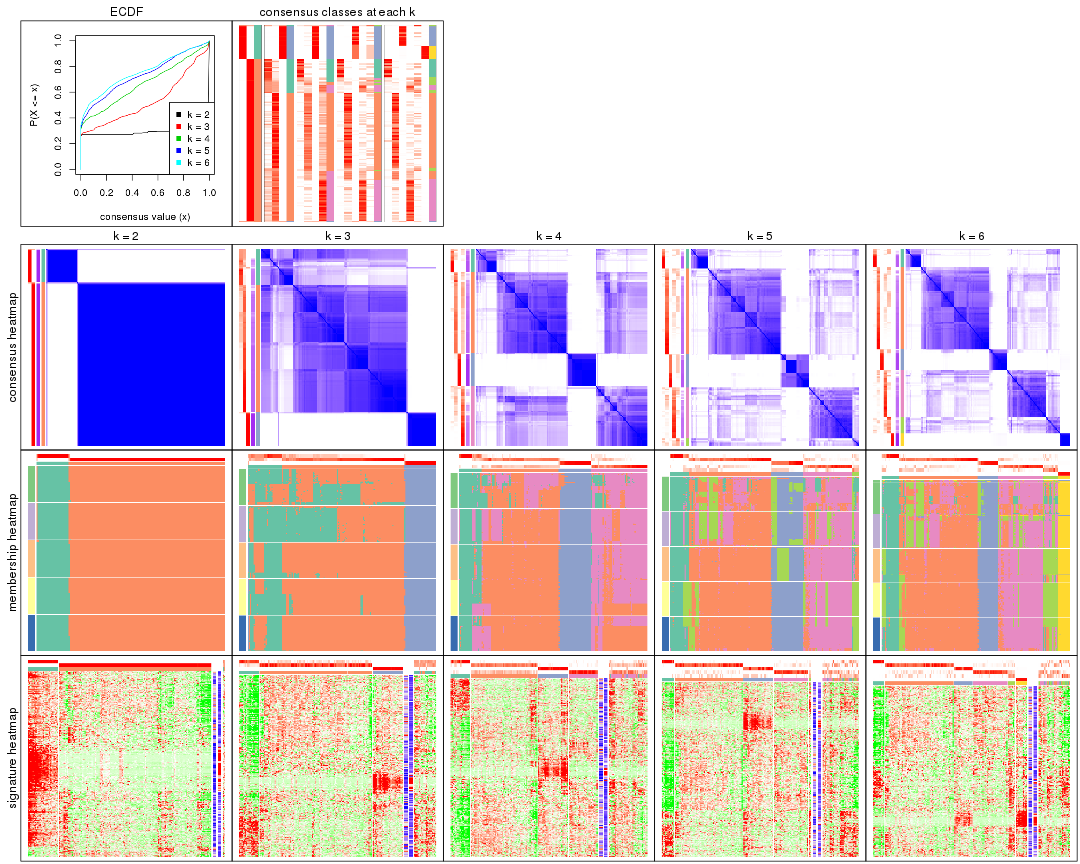 ECDF
consensus classes at each k
P(X <= x)
0.0 0.2 0.4 0.6 0.8 1.0
k = 2
k = 3
k = 4
k = 5
k = 6
0.0 0.2 0.4 0.6 0.8 1.0
consensus value (x)
k = 2
k = 3
k = 4
k = 5
k = 6
consensus heatmap
membership heatmap
signature heatmap